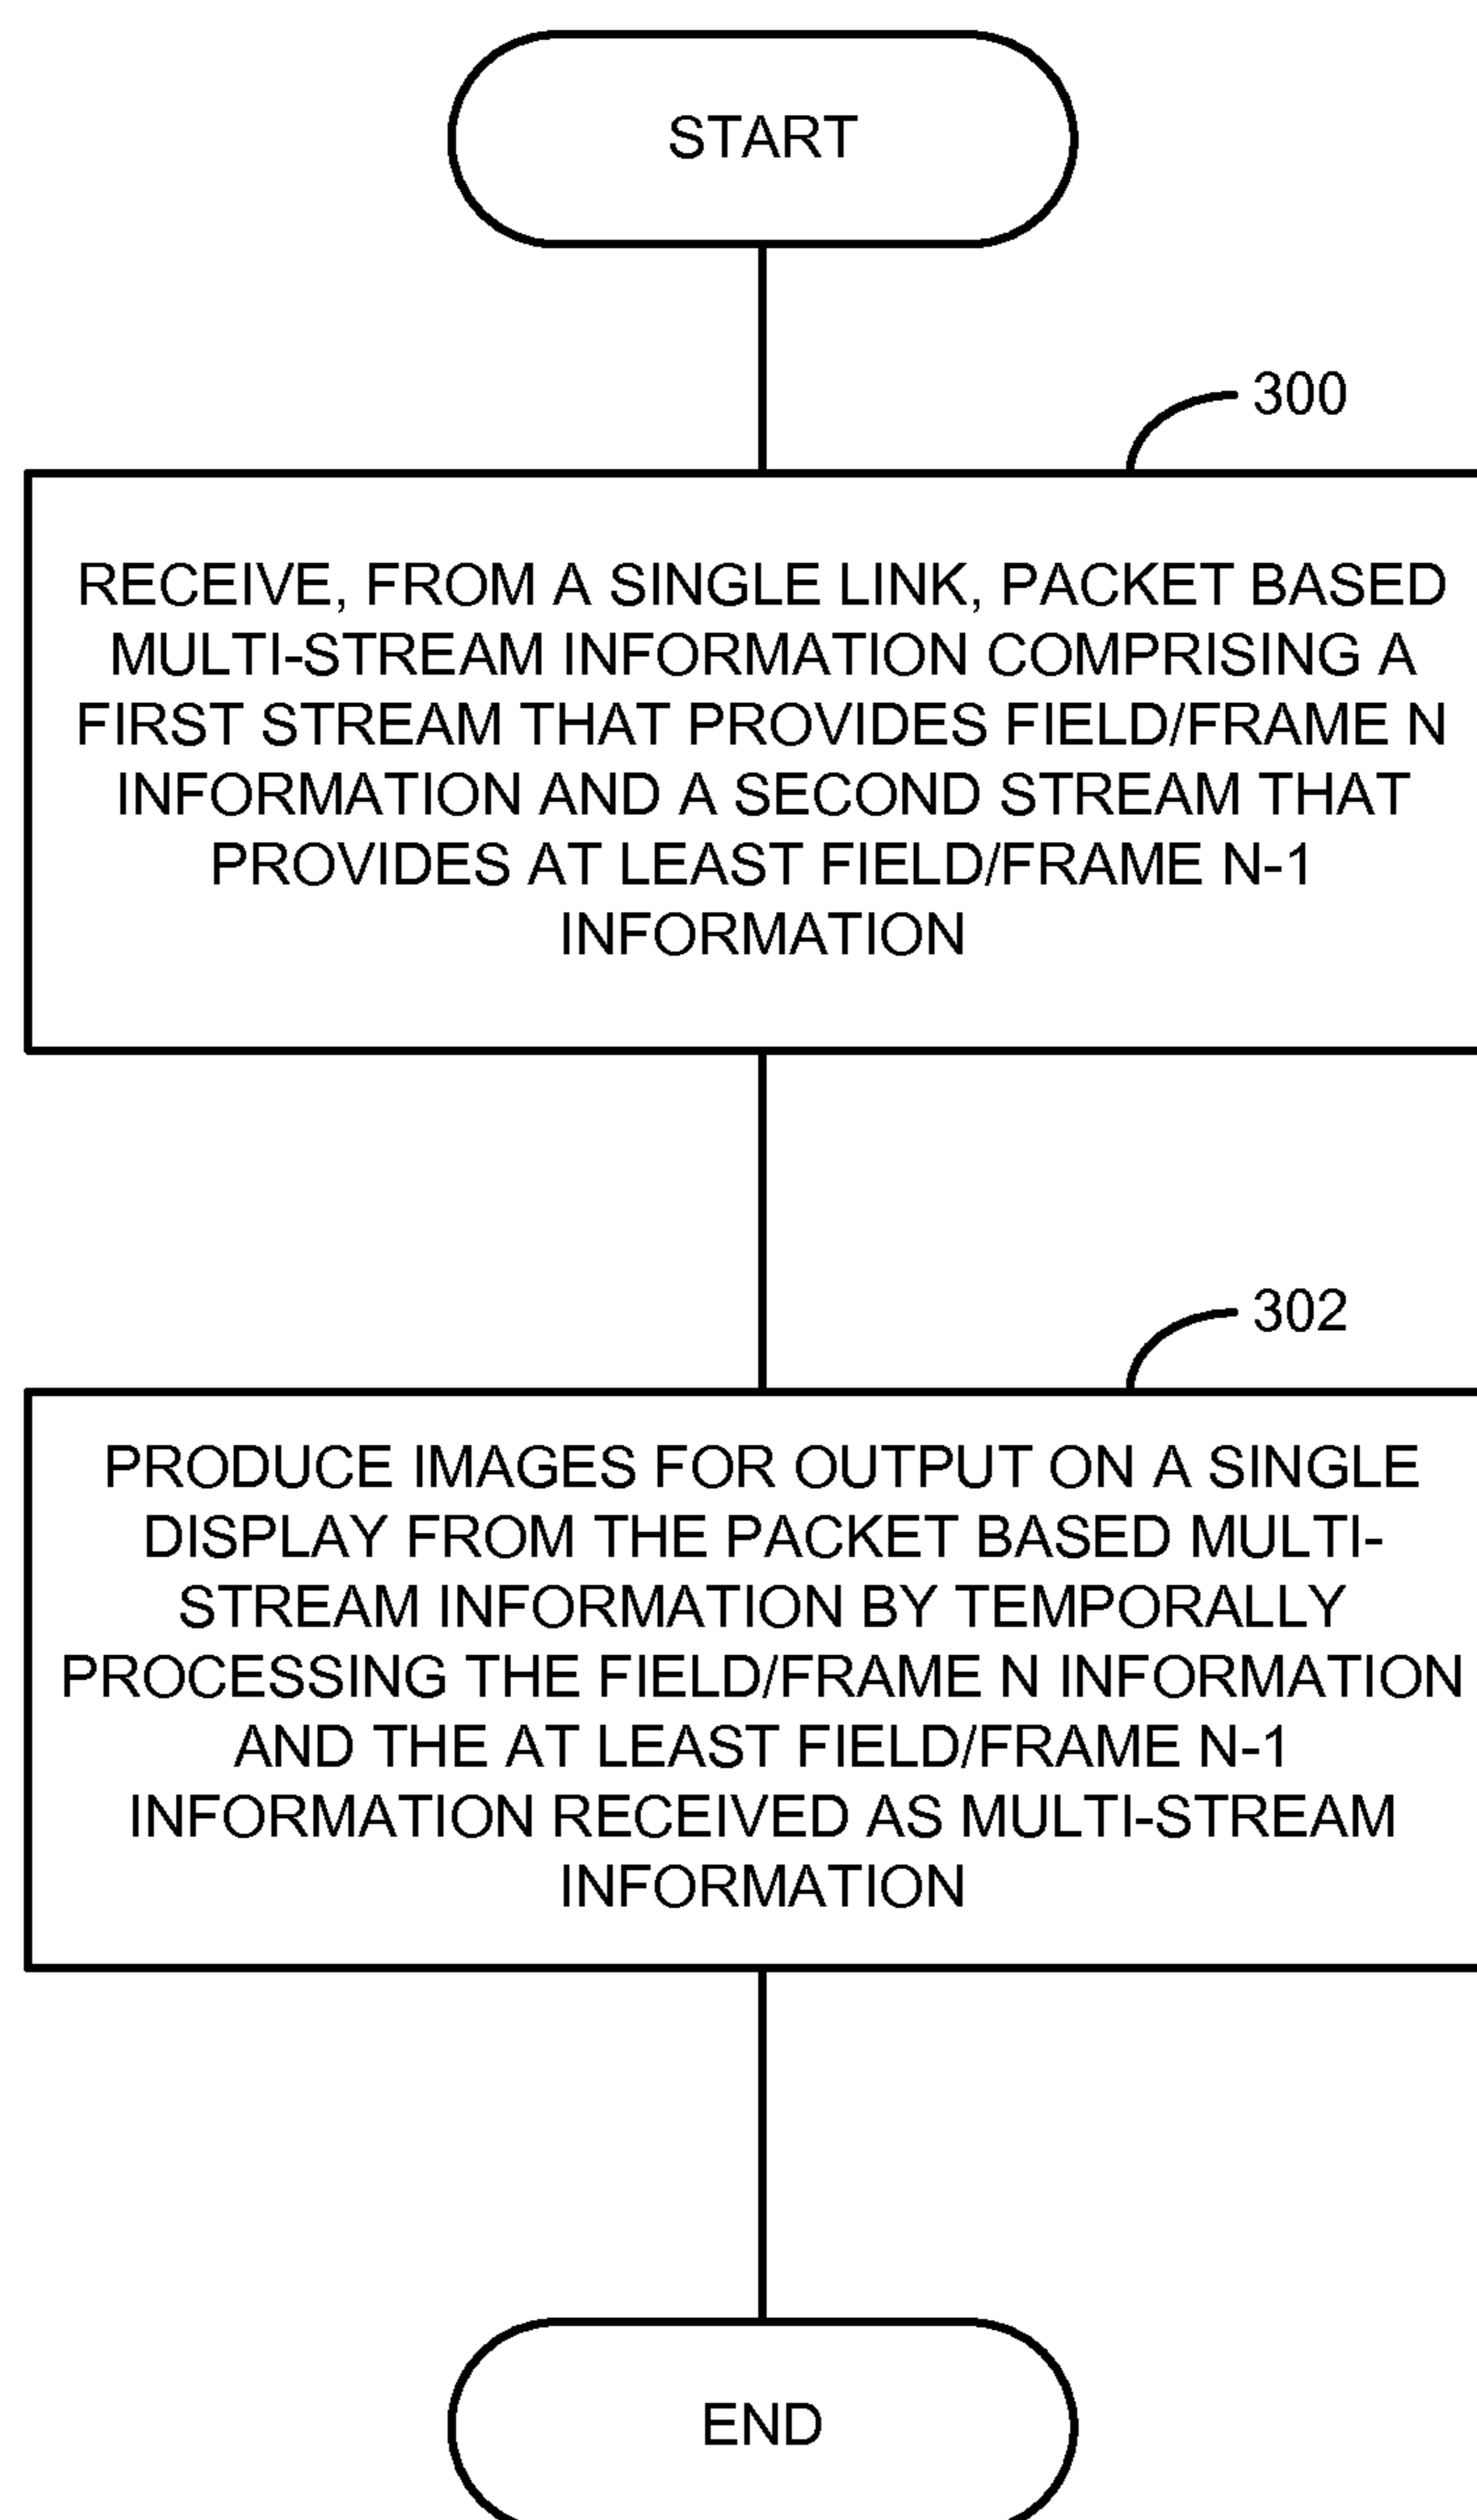 START
300
RECEIVE, FROM A SINGLE LINK, PACKET BASED
MULTI-STREAM INFORMATION COMPRISING A
FIRST STREAM THAT PROVIDES FIELD/FRAME N
INFORMATION AND A SECOND STREAM THAT
PROVIDES AT LEAST FIELD/FRAME N-1
INFORMATION
302
PRODUCE IMAGES FOR OUTPUT ON A SINGLE
DISPLAY FROM THE PACKET BASED MULTI-
STREAM INFORMATION BY TEMPORALLY
PROCESSING THE FIELD/FRAME N INFORMATION
AND THE AT LEAST FIELD/FRAME N-1
INFORMATION RECEIVED AS MULTI-STREAM
INFORMATION
END